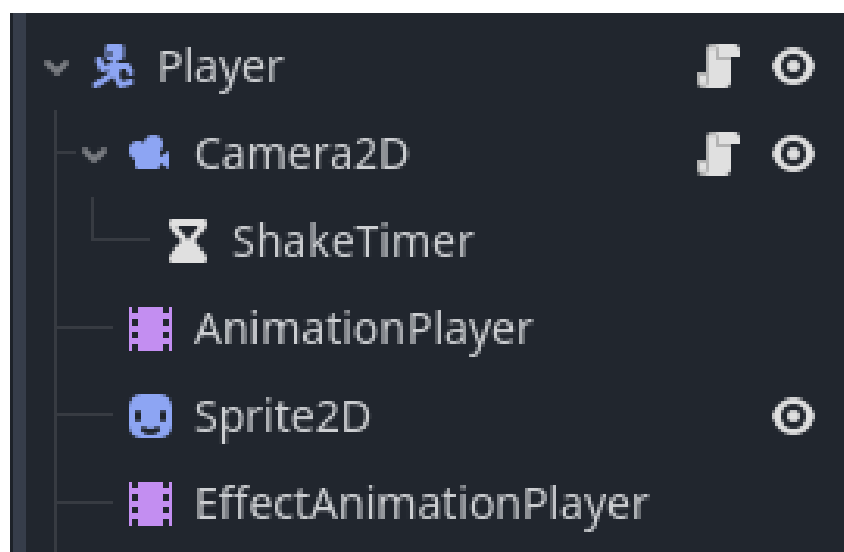 Player
Camera2D
ShakeTimer
AnimationPlayer
Sprite2D
EffectAnimationPlayer